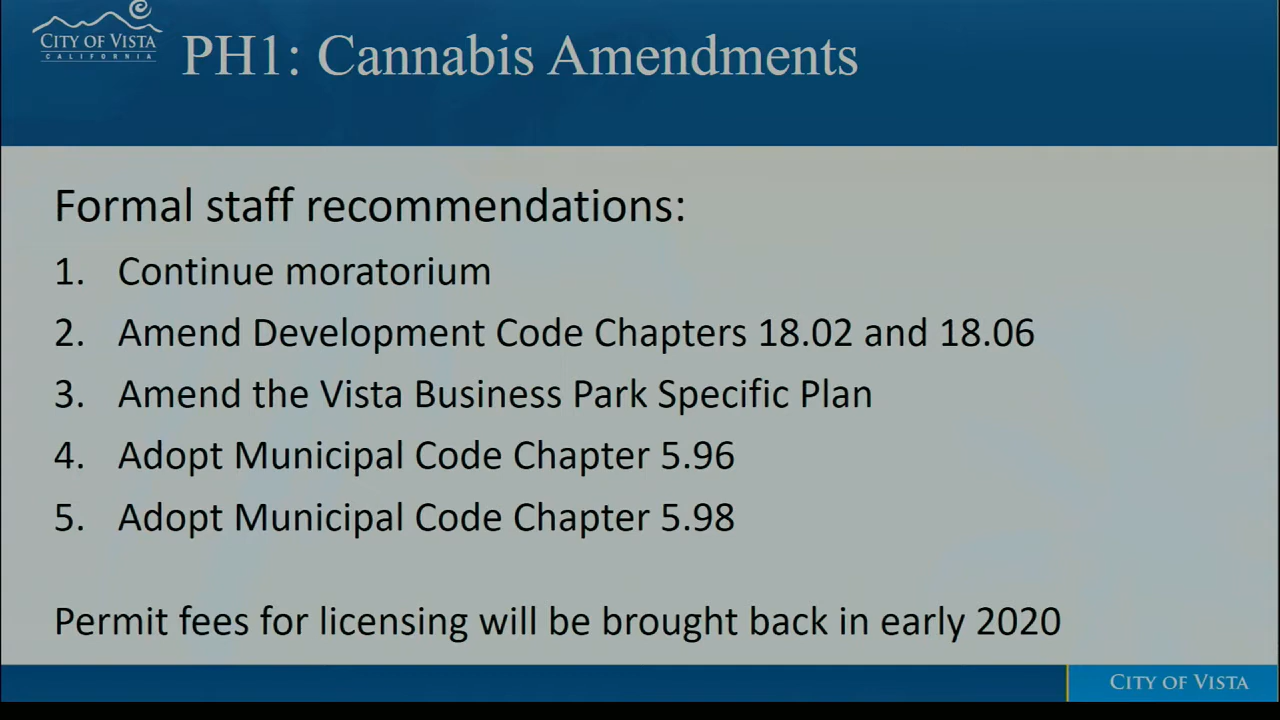 CITY OF VISTA
CALIFORNIA
PH1: Cannabis Amendments
Formal staff recommendations:
1. Continue moratorium
2. Amend Development Code Chapters 18.02 and 18.06
3. Amend the Vista Business Park Specific Plan
4. Adopt Municipal Code Chapter 5.96
5. Adopt Municipal Code Chapter 5.98
Permit fees for licensing will be brought back in early 2020
CITY OF VISTA